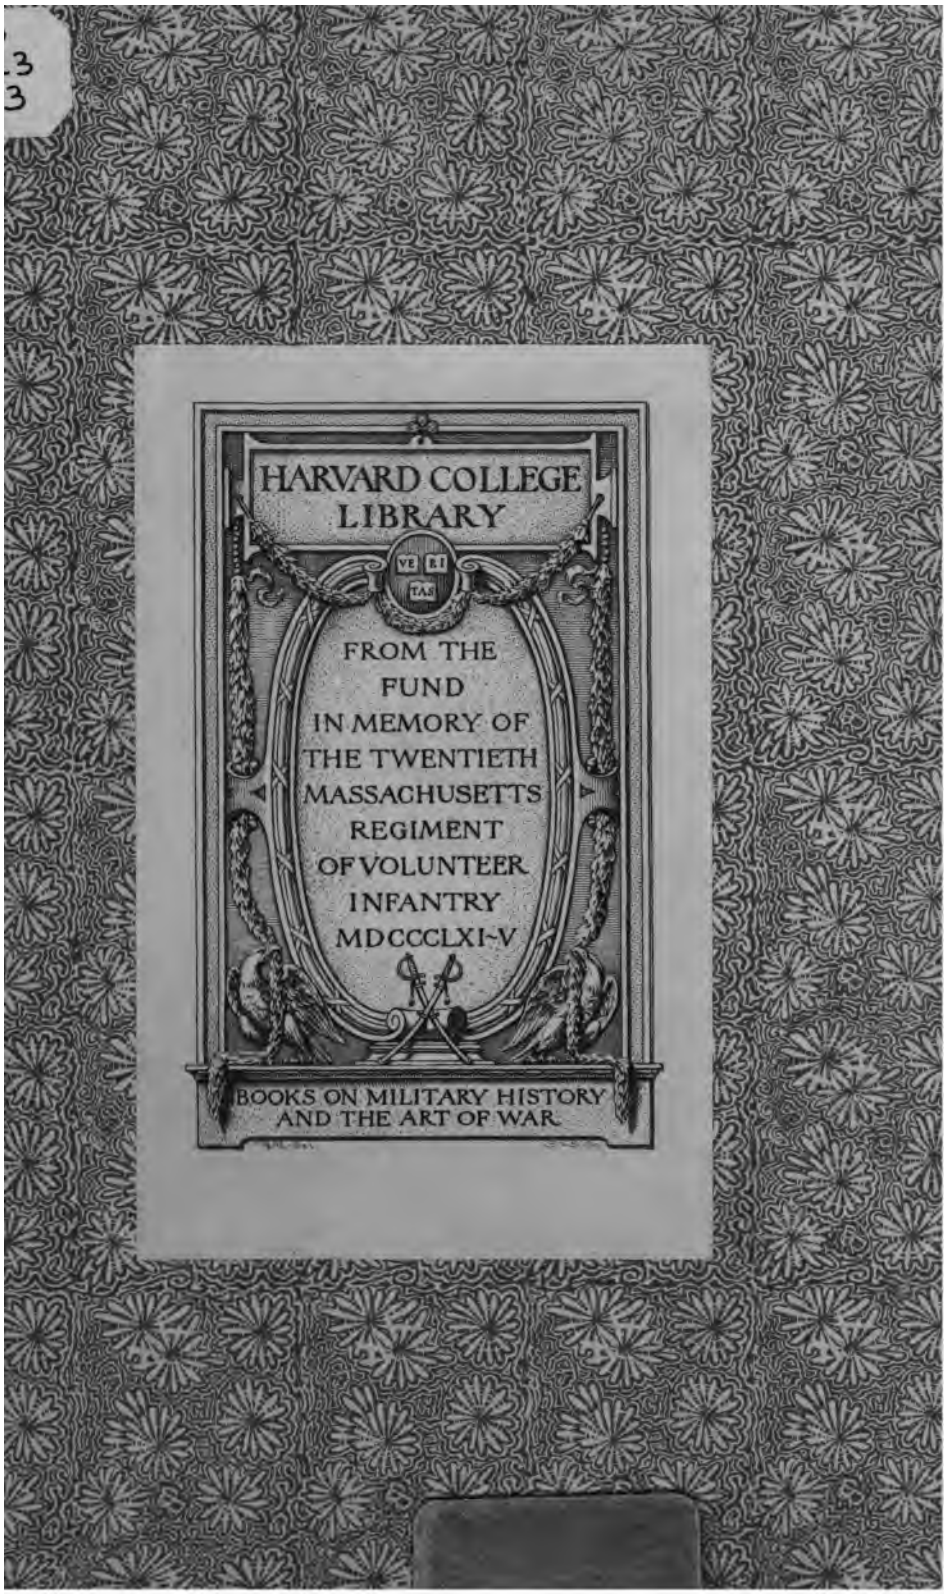 3
3
HARVARD COLLEGE
LIBRARY
VE RI
TAS
FROM THE
FUND
IN MEMORY OF
THE TWENTIETH
MASSACHUSETTS
REGIMENT
OF VOLUNTEER
INFANTRY
MDCCCLXI~V
BOOKS ON MILITARY HISTORY
AND THE ART OF WAR